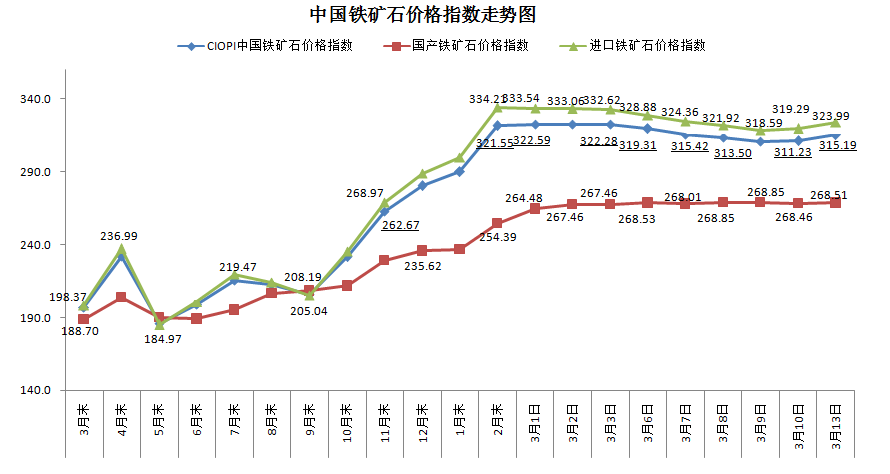 中国铁矿石价格指数走势图
CIOPI中国铁矿石价格指数 国产铁矿石价格指数 进口铁矿石价格指数
340.0
290.0
240.0
190.0
140.0
198.37
188.70
236.99
184.97
219.47
208.19
205.04
268.97
262.67
235.62
334.21
321.55
254.39
333.54
322.59
264.48
333.06
267.46
332.62
322.28
267.46
328.88
319.31
268.53
324.36
315.42
268.01
321.92
313.50
268.85
318.59
268.85
319.29
311.23
268.46
323.99
315.19
268.51
3月末
4月末
5月末
6月末
7月末
8月末
9月末
10月末
11月末
12月末
1月末
2月末
3月1日
3月2日
3月3日
3月6日
3月7日
3月8日
3月9日
3月10日
3月13日